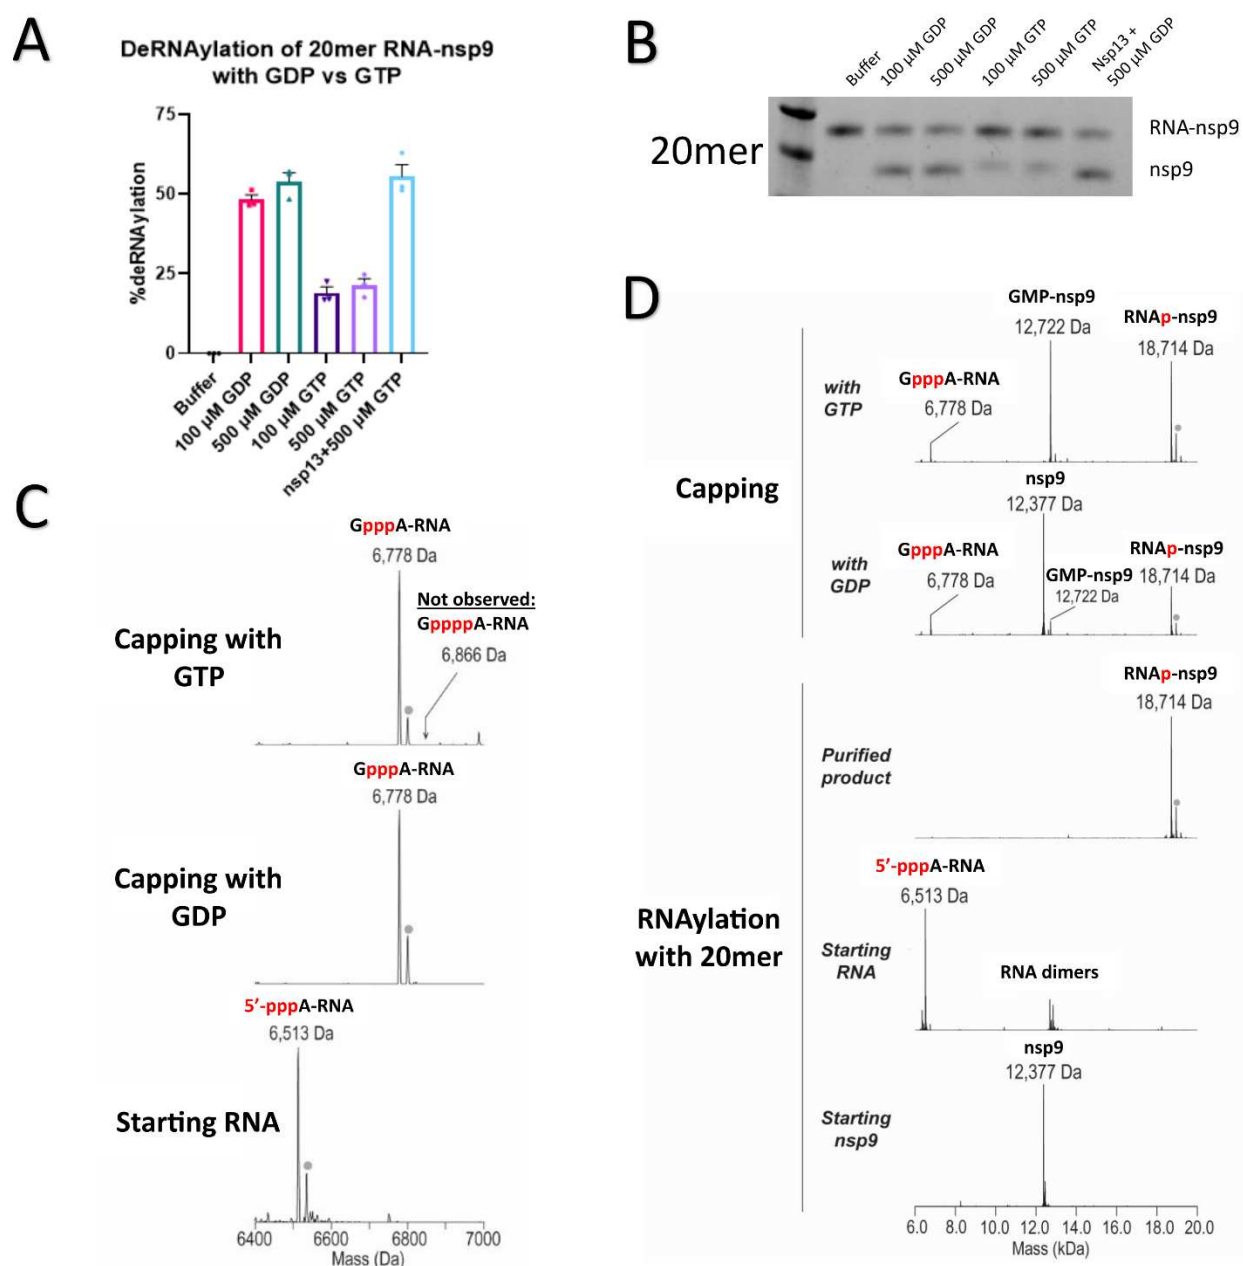 A
DeRNAylation of 20mer RNA-nsp9
with GDP vs GTP
%deRNAylation
75
50
25
0
Buffer
100 µM GDP
500 µM GDP
100 µM GTP
500 µM GTP
nsp13+500 µM GTP
B
Buffer
100 µM GDP
500 µM GDP
100 µM GTP
500 µM GTP
Nsp13 +
500 µM GDP
20mer
RNA-nsp9
nsp9
C
GpppA-RNA
6,778 Da
Not observed:
GppppA-RNA
6,866 Da
Capping with
GTP
GpppA-RNA
6,778 Da
Capping with
GDP
5′-pppA-RNA
6,513 Da
Starting RNA
6400
6600
6800
7000
Mass (Da)
D
Capping
with
GTP
GpppA-RNA
6,778 Da
GMP-nsp9
12,722 Da
RNAp-nsp9
18,714 Da
with
GDP
GpppA-RNA
6,778 Da
nsp9
12,377 Da
GMP-nsp9
12,722 Da
RNAp-nsp9
18,714 Da
RNAylation
with 20mer
Purified
product
RNAp-nsp9
18,714 Da
Starting
RNA
5′-pppA-RNA
6,513 Da
RNA dimers
Starting
nsp9
nsp9
12,377 Da
6.0
8.0
10.0
12.0
14.0
16.0
18.0
20.0
Mass (kDa)